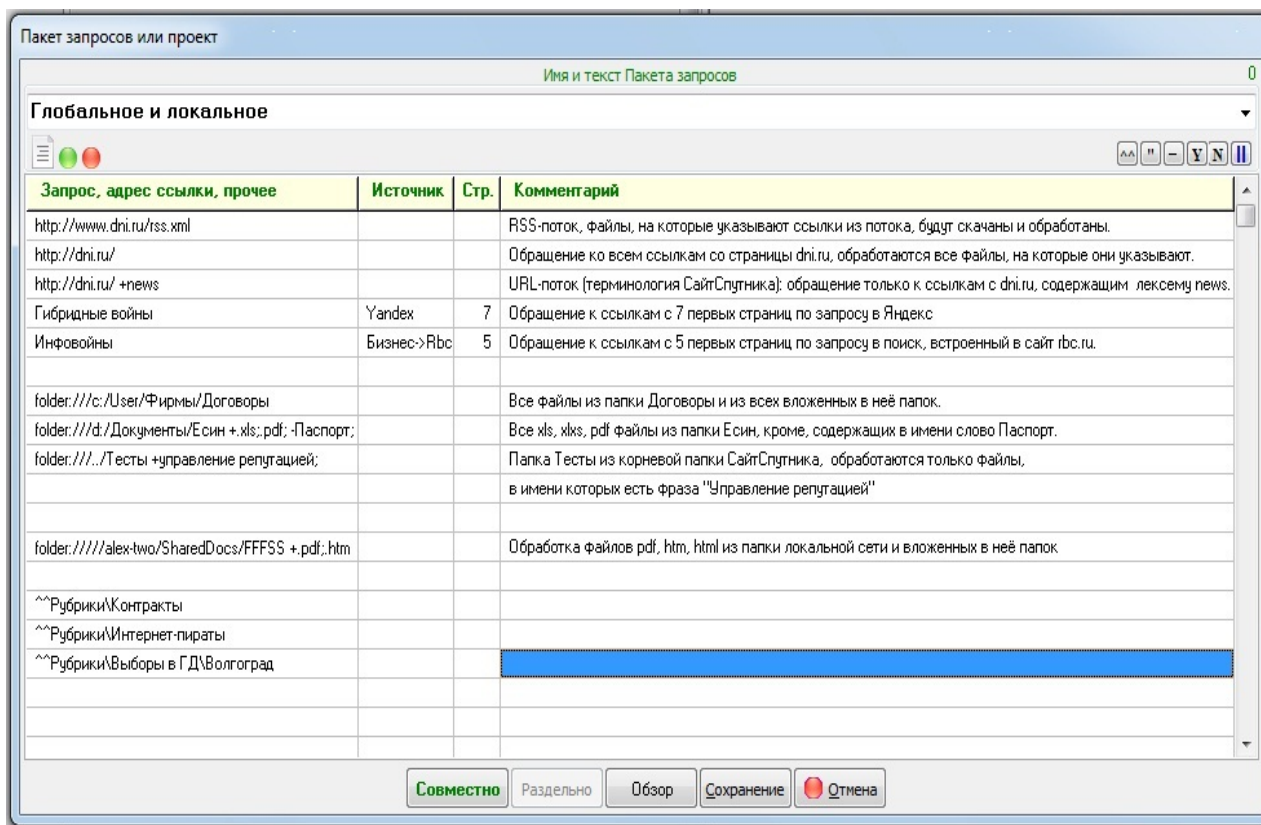 Пакет запросов или проект
Имя и текст Пакета запросов 0
Глобальное и локальное
^^ " - Y N ||
Запрос, адрес ссылки, прочее Источник Стр. Комментарий
http://www.dni.ru/rss.xml RSS-поток, файлы, на которые указывают ссылки из потока, будут скачаны и обработаны.
http://dni.ru/ Обращение ко всем ссылкам со страницы dni.ru, обработаются все файлы, на которые они указывают.
http://dni.ru/ +news URL-поток (терминология СайтСпутника): обращение только к ссылкам с dni.ru, содержащим лексему news.
Гибридные войны Yandex 7 Обращение к ссылкам с 7 первых страниц по запросу в Яндекс
Инфовойны Бизнес->Rbc 5 Обращение к ссылкам с 5 первых страниц по запросу в поиск, встроенный в сайт rbc.ru.
folder:///c:/User/Фирмы/Договоры Все файлы из папки Договоры и из всех вложенных в неё папок.
folder:///d:/Документы/Есин +.xls;.pdf; -Паспорт; Все xls, xlxs, pdf файлы из папки Есин, кроме, содержащих в имени слово Паспорт.
folder:///../Тесты +управление репутацией; Папка Тесты из корневой папки СайтСпутника, обработаются только файлы,
в имени которых есть фраза "Управление репутацией"
folder://///alex-two/SharedDocs/FFFSS +.pdf;.htm Обработка файлов pdf, htm, html из папки локальной сети и вложенных в неё папок
^^Рубрики\Контракты
^^Рубрики\Интернет-пираты
^^Рубрики\Выборы в ГД\Волгоград
Совместно Раздельно Обзор Сохранение Отмена